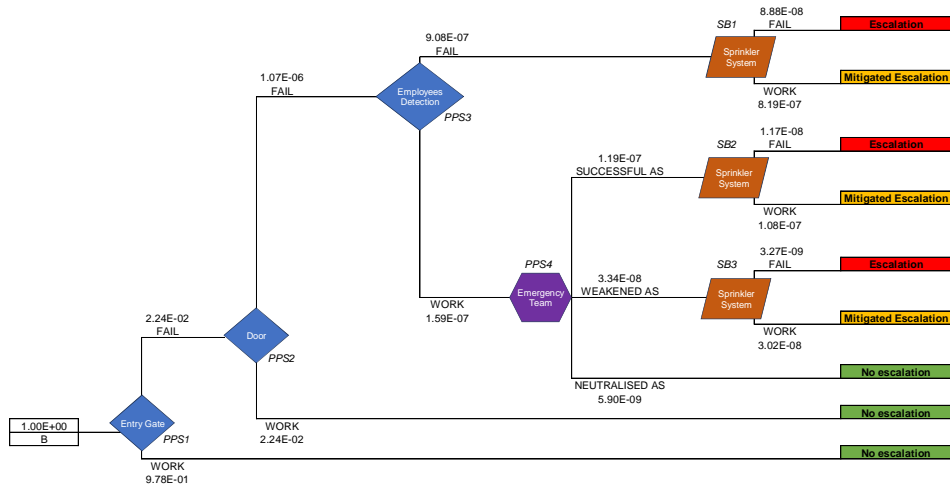 8.88E-08
FAIL
SB1
Escalation
Sprinkler
System
9.08E-07
FAIL
WORK
8.19E-07
Mitigated Escalation
1.07E-06
FAIL
Employees
Detection
PPS3
1.17E-08
FAIL
SB2
Escalation
Sprinkler
System
1.19E-07
SUCCESSFUL AS
WORK
1.08E-07
Mitigated Escalation
3.27E-09
FAIL
SB3
Escalation
PPS4
Emergency
Team
3.34E-08
WEAKENED AS
Sprinkler
System
WORK
1.59E-07
WORK
3.02E-08
Mitigated Escalation
2.24E-02
FAIL
Door
PPS2
NEUTRALISED AS
5.90E-09
No escalation
1.00E+00
B
Entry Gate
PPS1
WORK
2.24E-02
No escalation
WORK
9.78E-01
No escalation